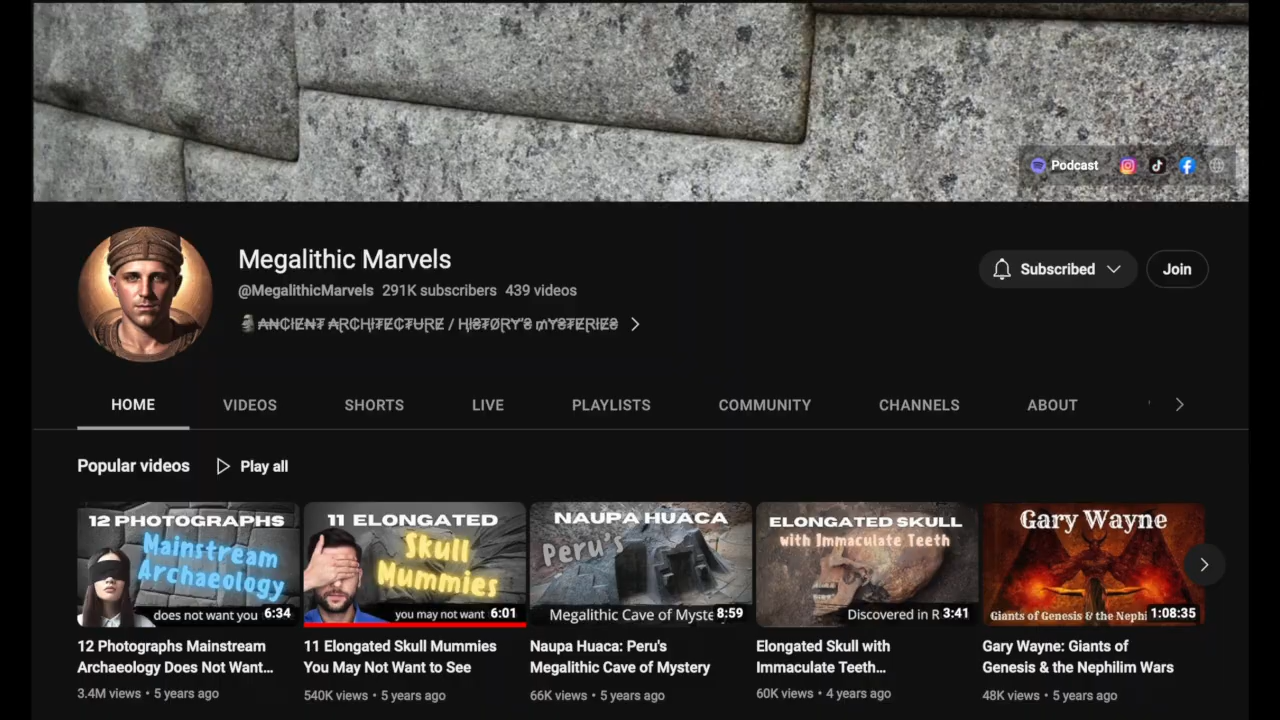 Podcast
Megalithic Marvels
@MegalithicMarvels 291K subscribers 439 videos
₳₦₵łɆ₦₮ ₳Ɽ₵Ⱨł₮Ɇ₵₮ɄⱤɆ / Ⱨł₴₮ØⱤɎ'₴ ₥Ɏ₴₮ɆⱤłɆ₴
Subscribed
Join
HOME VIDEOS SHORTS LIVE PLAYLISTS COMMUNITY CHANNELS ABOUT
Popular videos Play all
12 PHOTOGRAPHS
Mainstream
Archaeology
does not want you 6:34
12 Photographs Mainstream
Archaeology Does Not Want...
3.4M views • 5 years ago
11 ELONGATED
Skull
Mummies
you may not want 6:01
11 Elongated Skull Mummies
You May Not Want to See
540K views • 5 years ago
NAUPA HUACA
Peru's
Megalithic Cave of Myste 8:59
Naupa Huaca: Peru's
Megalithic Cave of Mystery
66K views • 5 years ago
ELONGATED SKULL
with Immaculate Teeth
Discovered in R 3:41
Elongated Skull with
Immaculate Teeth...
60K views • 4 years ago
Gary Wayne
Giants of Genesis & the Nephi 1:08:35
Gary Wayne: Giants of
Genesis & the Nephilim Wars
48K views • 5 years ago